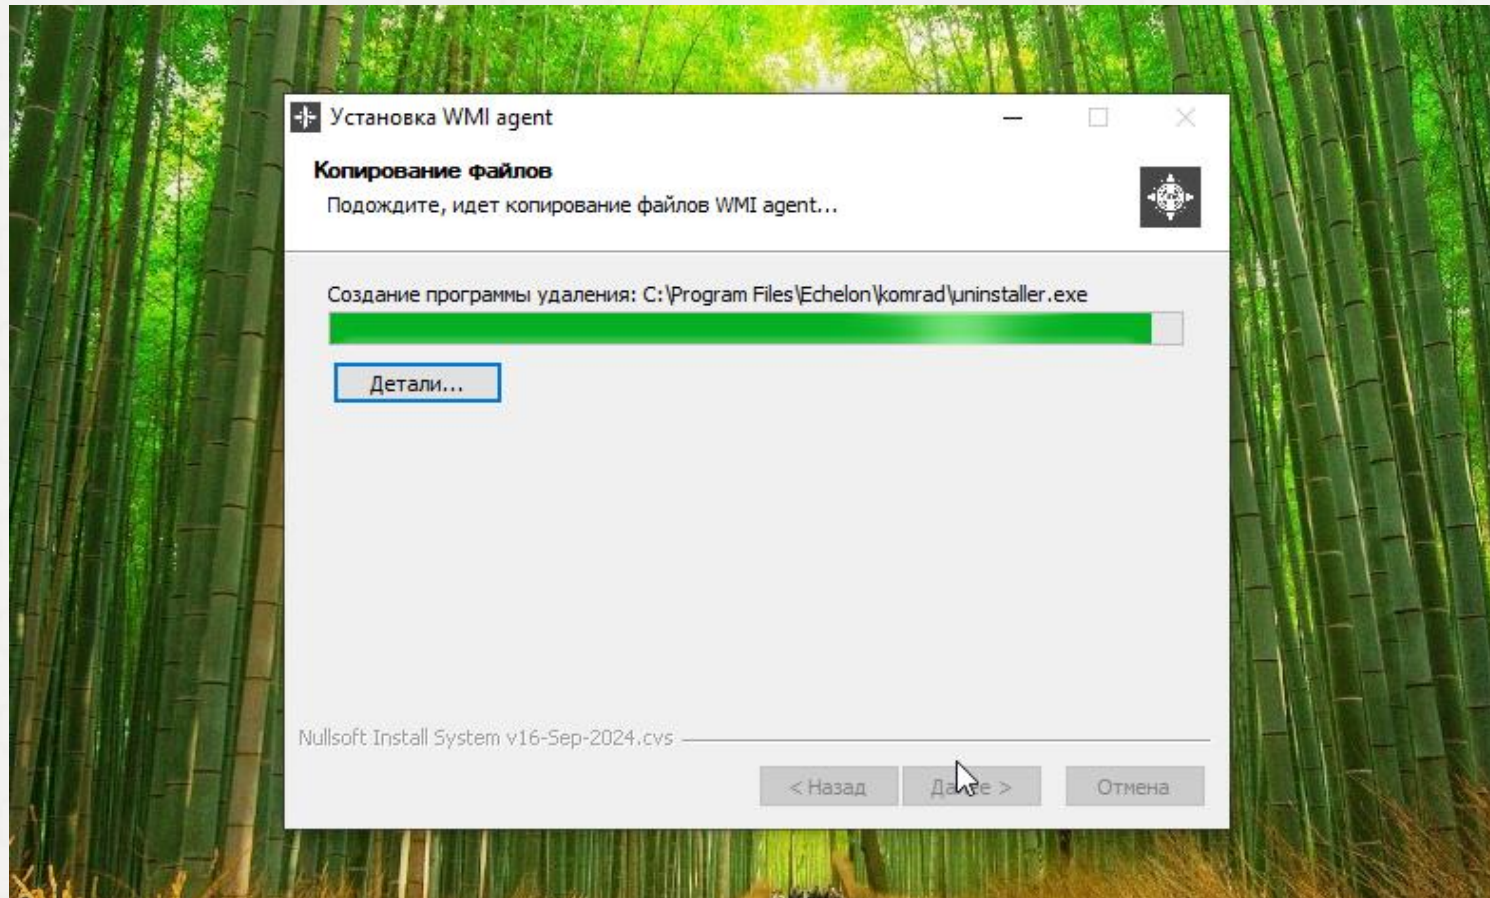 Установка WMI agent
Копирование файлов
Подождите, идет копирование файлов WMI agent...
Создание программы удаления: C:\Program Files\Echelon\komrad\uninstaller.exe
Детали...
Nullsoft Install System v16-Sep-2024.cvs
< Назад
Далее >
Отмена